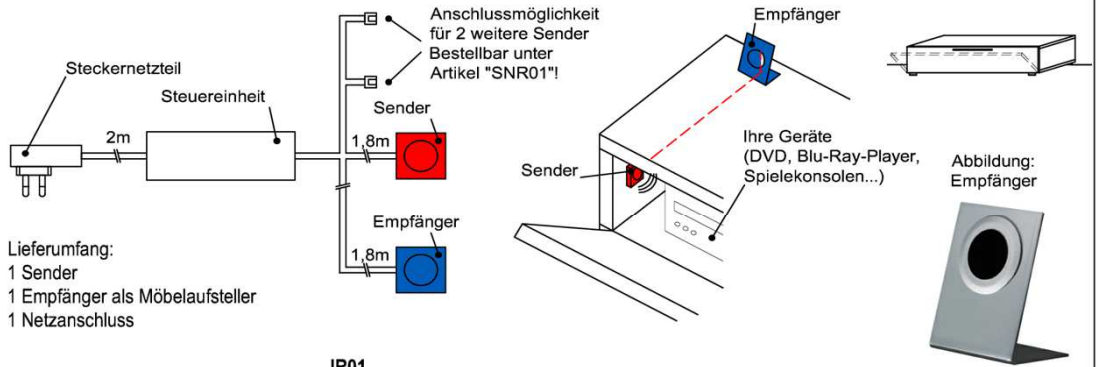 Steckernetzteil
2m
Steuereinheit
Anschlussmöglichkeit
für 2 weitere Sender
Bestellbar unter
Artikel "SNR01"!
Sender
1,8m
Empfänger
1,8m
Lieferumfang:
1 Sender
1 Empfänger als Möbelaufsteller
1 Netzanschluss
Empfänger
Sender
Ihre Geräte
(DVD, Blu-Ray-Player,
Spielekonsolen...)
Abbildung:
Empfänger
IR01